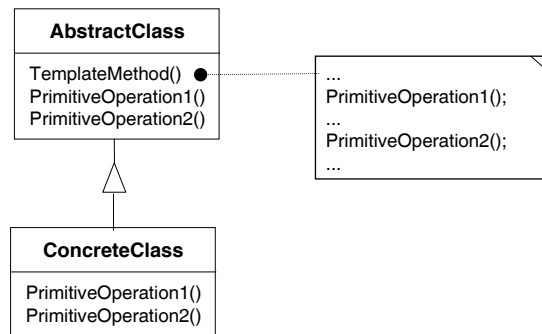 AbstractClass
TemplateMethod()
PrimitiveOperation1()
PrimitiveOperation2()
...
PrimitiveOperation1();
...
PrimitiveOperation2();
...
ConcreteClass
PrimitiveOperation1()
PrimitiveOperation2()